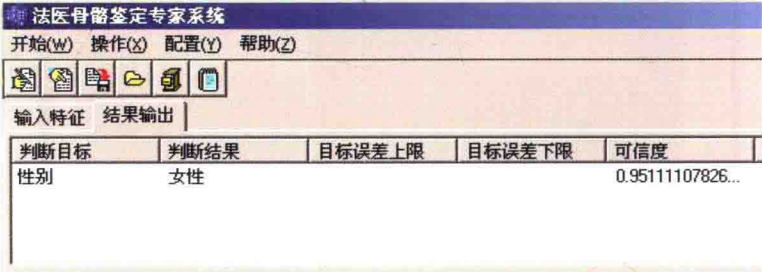 法医骨骼鉴定专家系统
开始(W) 操作(X) 配置(Y) 帮助(Z)
输入特征 结果输出
判断目标 判断结果 目标误差上限 目标误差下限 可信度
性别 女性 0.95111107826...